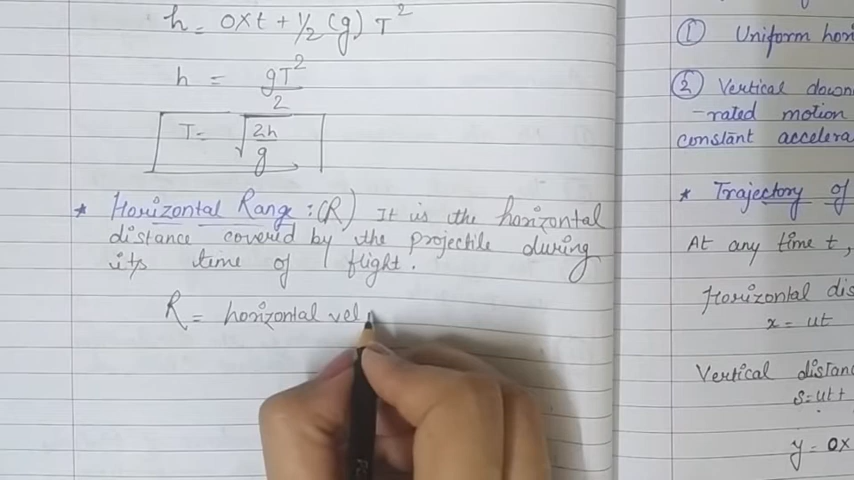 h = 0×t + 1/2 (g) T²
h = gT²/2
T = √(2h/g)
* Horizontal Range : (R) It is the horizontal
distance covered by the projectile during
its time of flight.
R = horizontal vel
① Uniform hori
② Vertical down
-rated motion
constant accelera
* Trajectory of
At any time t,
Horizontal dis
x = ut
Vertical distan
s = ut +
y = 0×